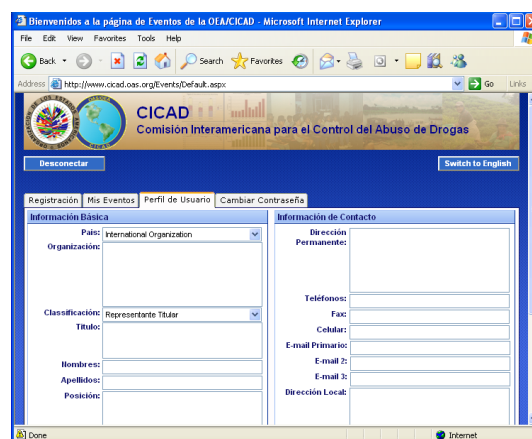 Bienvenidos a la página de Eventos de la OEA/CICAD - Microsoft Internet Explorer
File Edit View Favorites Tools Help
Back Search Favorites
Address http://www.cicad.oas.org/Events/Default.aspx Go Links
CICAD
Comisión Interamericana para el Control del Abuso de Drogas
Desconectar Switch to English
Registración Mis Eventos Perfil de Usuario Cambiar Contraseña
Información Básica Información de Contacto
Pais: International Organization Dirección Permanente:
Organización:
Teléfonos:
Classificación: Representante Titular Fax:
Titulo: Celular:
E-mail Primario:
Nombres: E-mail 2:
Apellidos: E-mail 3:
Posición: Dirección Local:
Done Internet